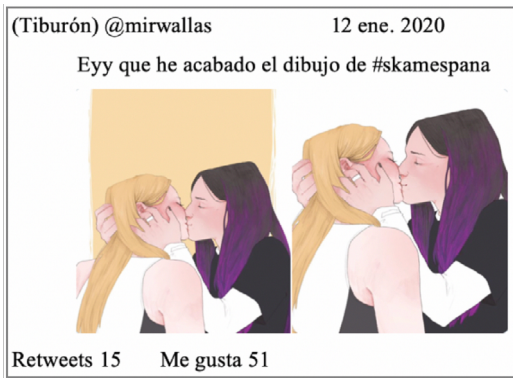 (Tiburón) @mirwallas 12 ene. 2020
Eyy que he acabado el dibujo de #skamespana
Retweets 15 Me gusta 51